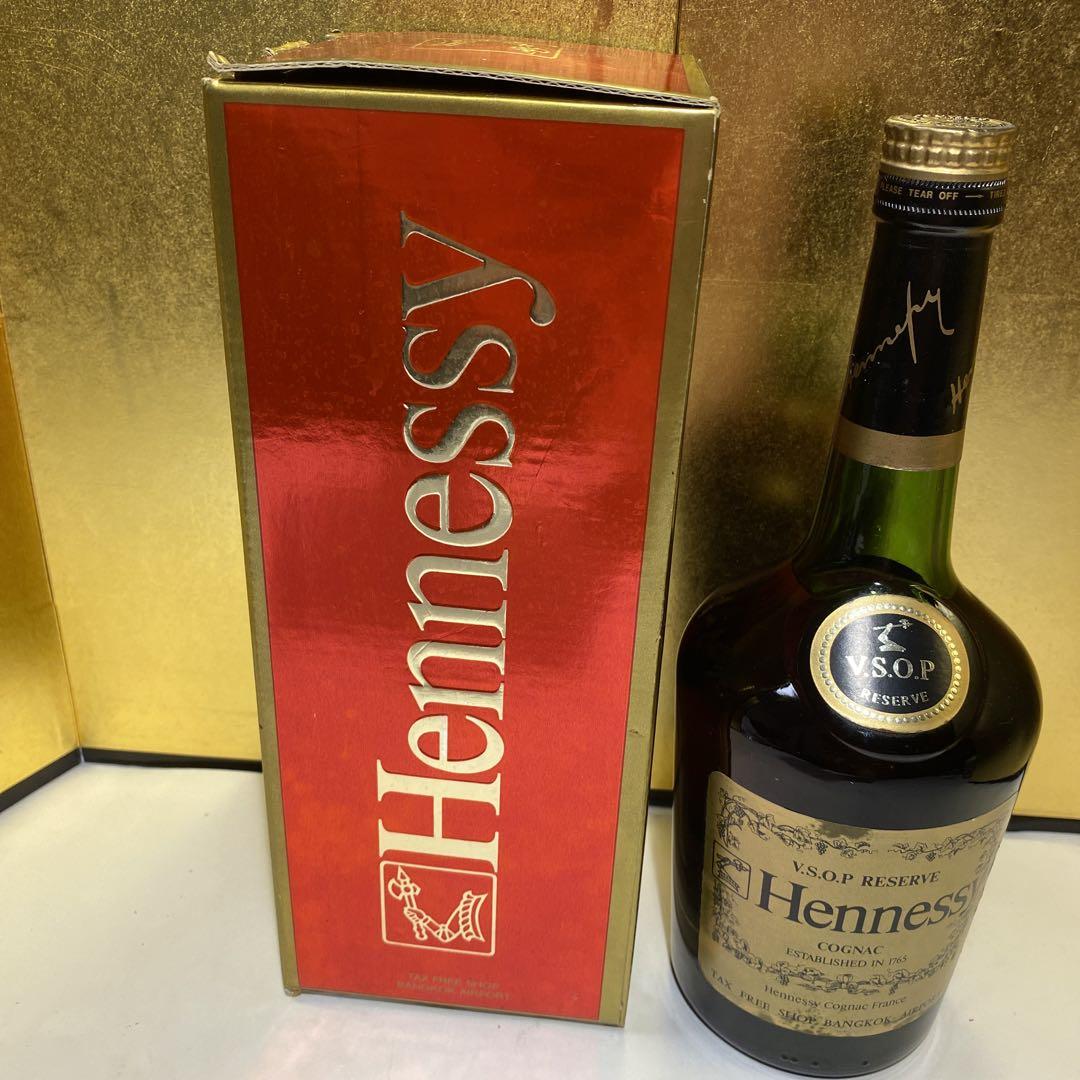 Hennessy
TAX FREE SHOP
BANGKOK AIRPORT
PLEASE TEAR OFF
Hennessy
V.S.O.P
RESERVE
V.S.O.P RESERVE
Hennessy
COGNAC
ESTABLISHED IN 1765
Hennessy Cognac France
TAX FREE SHOP BANGKOK